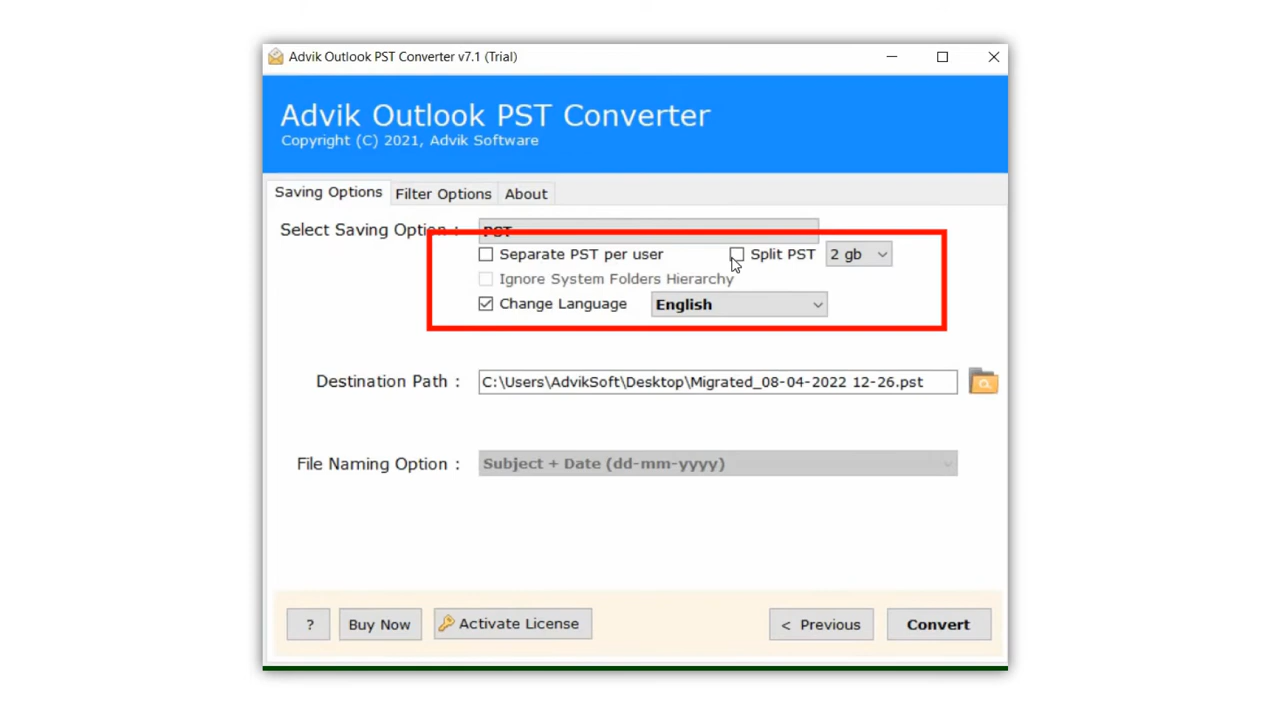 Advik Outlook PST Converter v7.1 (Trial)
Advik Outlook PST Converter
Copyright (C) 2021, Advik Software
Saving Options Filter Options About
Select Saving Option : PST
Separate PST per user Split PST 2 gb
Ignore System Folders Hierarchy
Change Language English
Destination Path : C:\Users\AdvikSoft\Desktop\Migrated_08-04-2022 12-26.pst
File Naming Option : Subject + Date (dd-mm-yyyy)
? Buy Now Activate License < Previous Convert